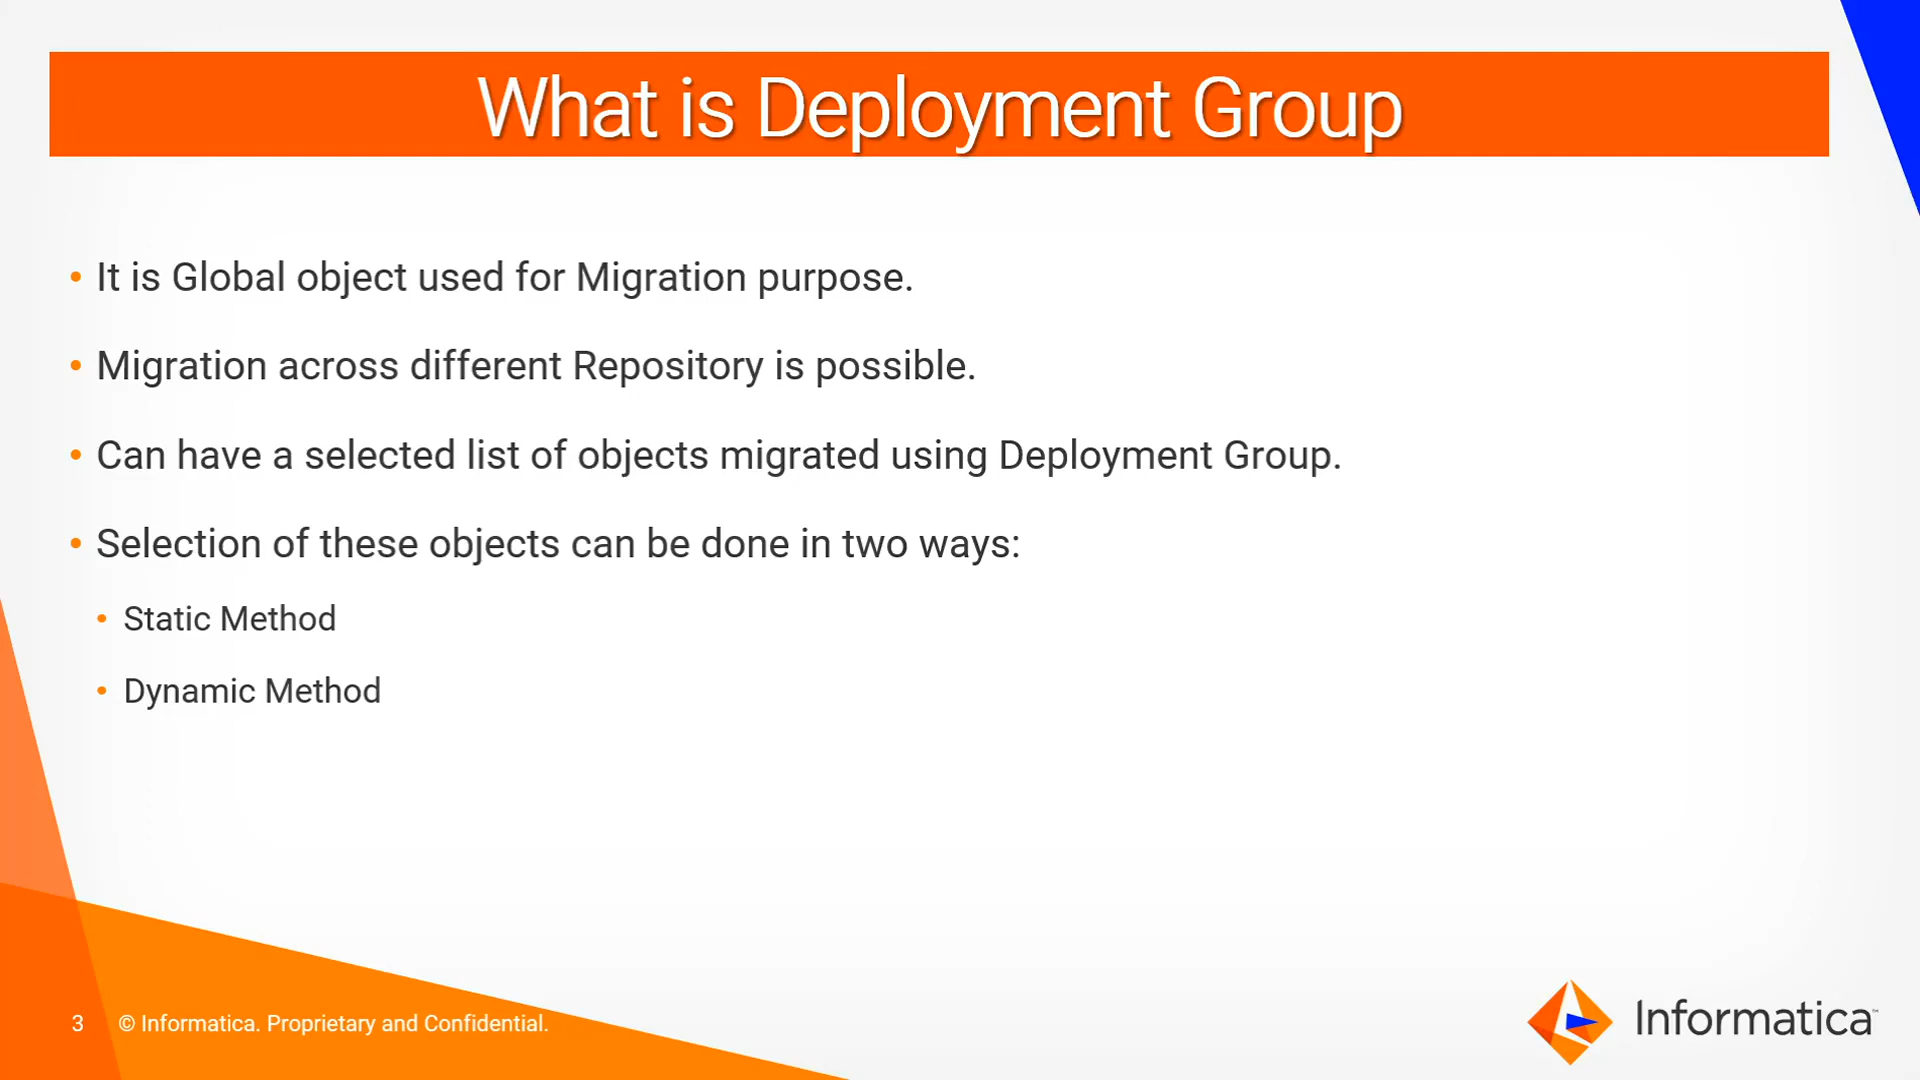 What is Deployment Group
• It is Global object used for Migration purpose.
• Migration across different Repository is possible.
• Can have a selected list of objects migrated using Deployment Group.
• Selection of these objects can be done in two ways:
• Static Method
• Dynamic Method
3 © Informatica. Proprietary and Confidential.
Informatica™